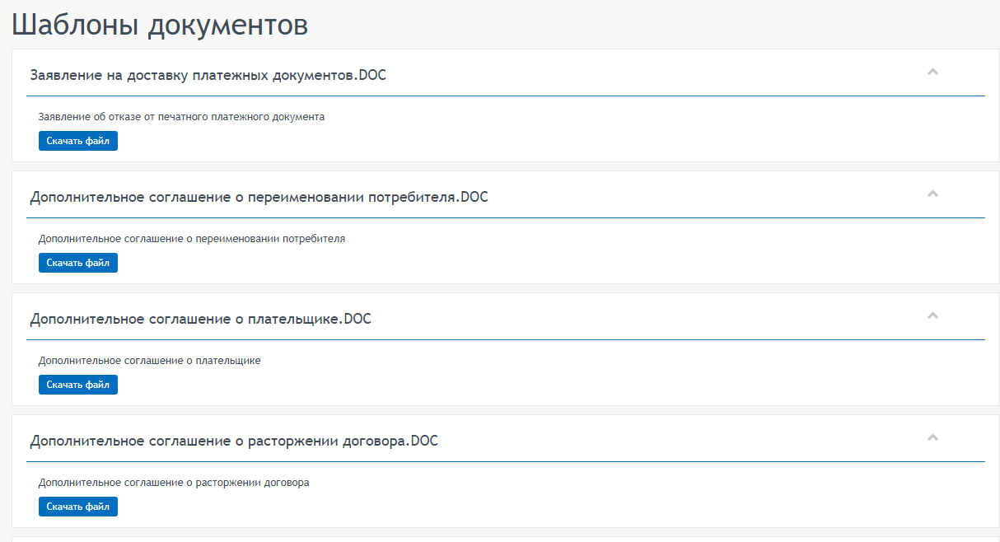 Шаблоны документов
Заявление на доставку платежных документов.DOC
Заявление об отказе от печатного платежного документа
Скачать файл
Дополнительное соглашение о переименовании потребителя.DOC
Дополнительное соглашение о переименовании потребителя
Скачать файл
Дополнительное соглашение о плательщике.DOC
Дополнительное соглашение о плательщике
Скачать файл
Дополнительное соглашение о расторжении договора.DOC
Дополнительное соглашение о расторжении договора
Скачать файл